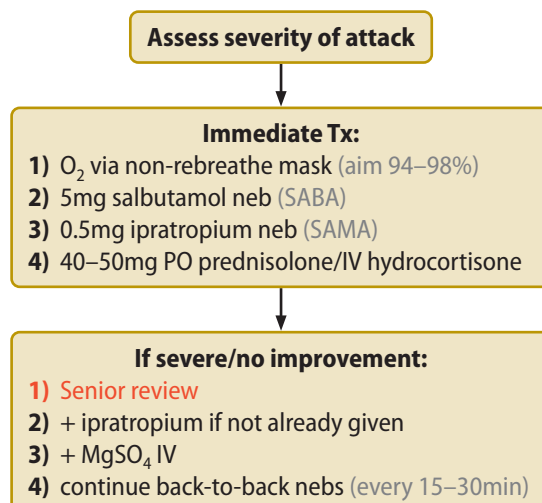 Assess severity of attack
Immediate Tx:
1) O₂ via non-rebreathe mask (aim 94–98%)
2) 5mg salbutamol neb (SABA)
3) 0.5mg ipratropium neb (SAMA)
4) 40–50mg PO prednisolone/IV hydrocortisone
If severe/no improvement:
1) Senior review
2) + ipratropium if not already given
3) + MgSO₄ IV
4) continue back-to-back nebs (every 15–30min)